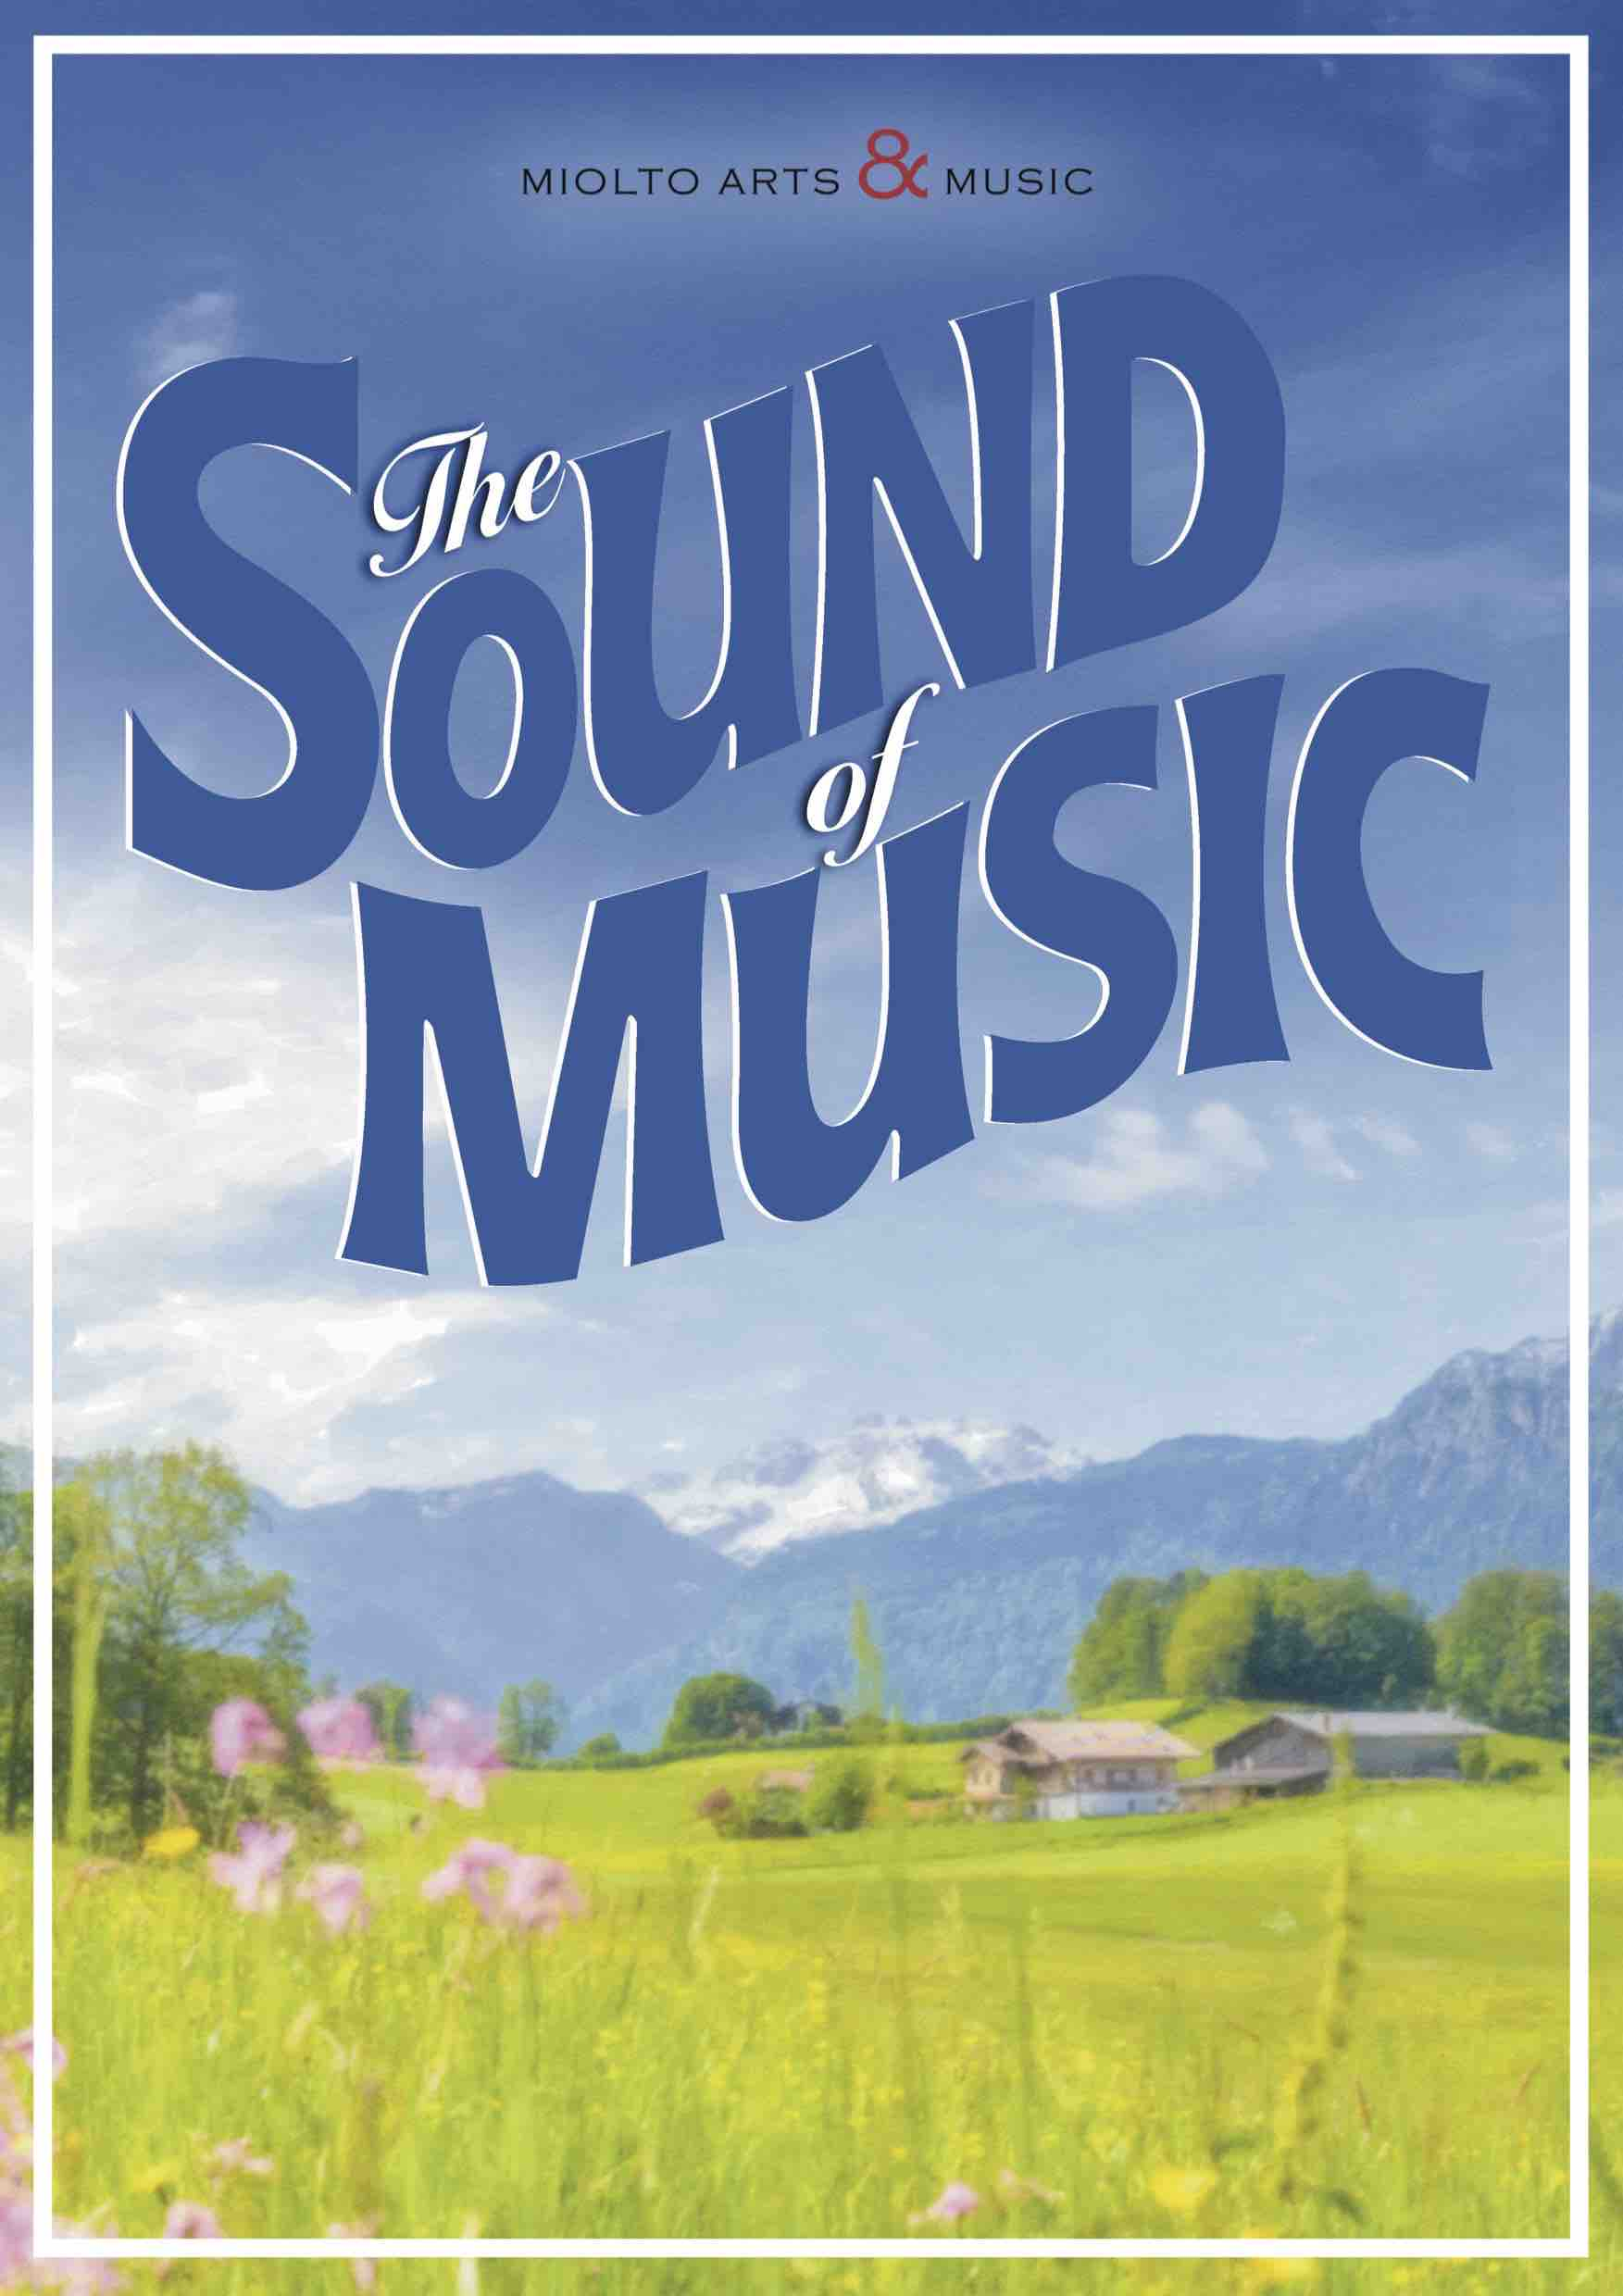 MIOLTO ARTS & MUSIC
The
SOUND
of
MUSIC